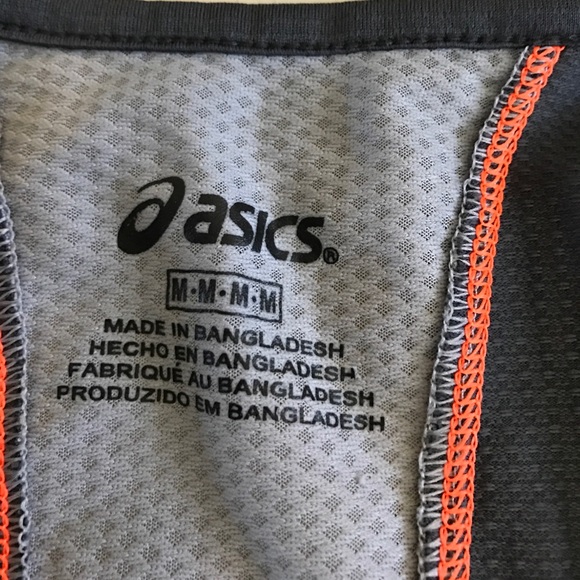 asics®
M·M·M·M
MADE IN BANGLADESH
HECHO EN BANGLADESH
FABRIQUÉ AU BANGLADESH
PRODUZIDO EM BANGLADESH